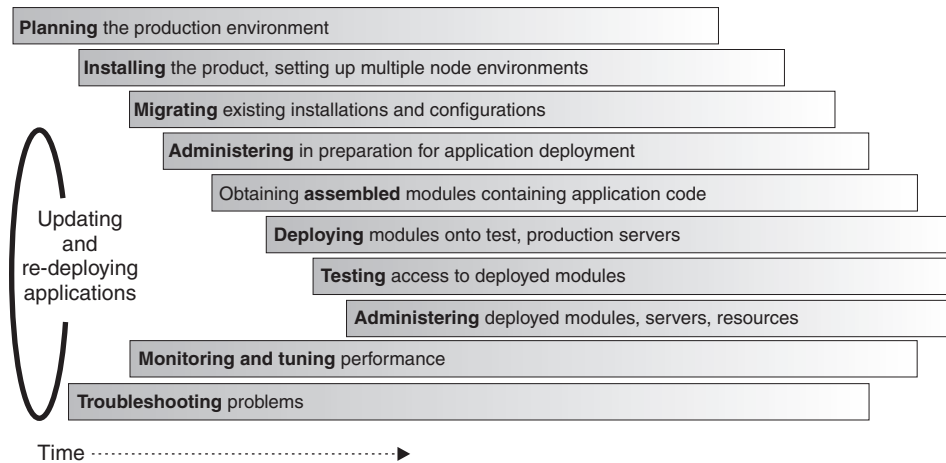 Planning the production environment
Installing the product, setting up multiple node environments
Migrating existing installations and configurations
Administering in preparation for application deployment
Obtaining assembled modules containing application code
Deploying modules onto test, production servers
Testing access to deployed modules
Administering deployed modules, servers, resources
Monitoring and tuning performance
Troubleshooting problems
Updating
and
re-deploying
applications
Time